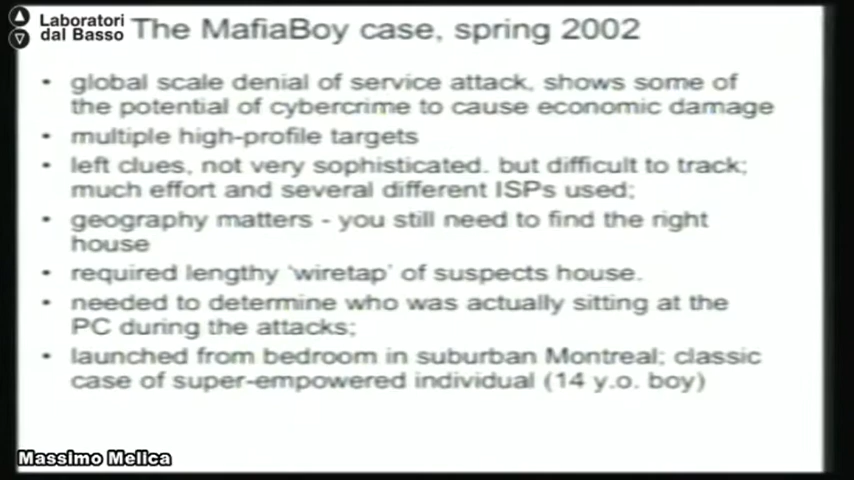 Laboratori
dal Basso
The MafiaBoy case, spring 2002
• global scale denial of service attack, shows some of
the potential of cybercrime to cause economic damage
• multiple high-profile targets
• left clues, not very sophisticated. but difficult to track;
much effort and several different ISPs used;
• geography matters - you still need to find the right
house
• required lengthy 'wiretap' of suspects house.
• needed to determine who was actually sitting at the
PC during the attacks;
• launched from bedroom in suburban Montreal; classic
case of super-empowered individual (14 y.o. boy)
Massimo Melica